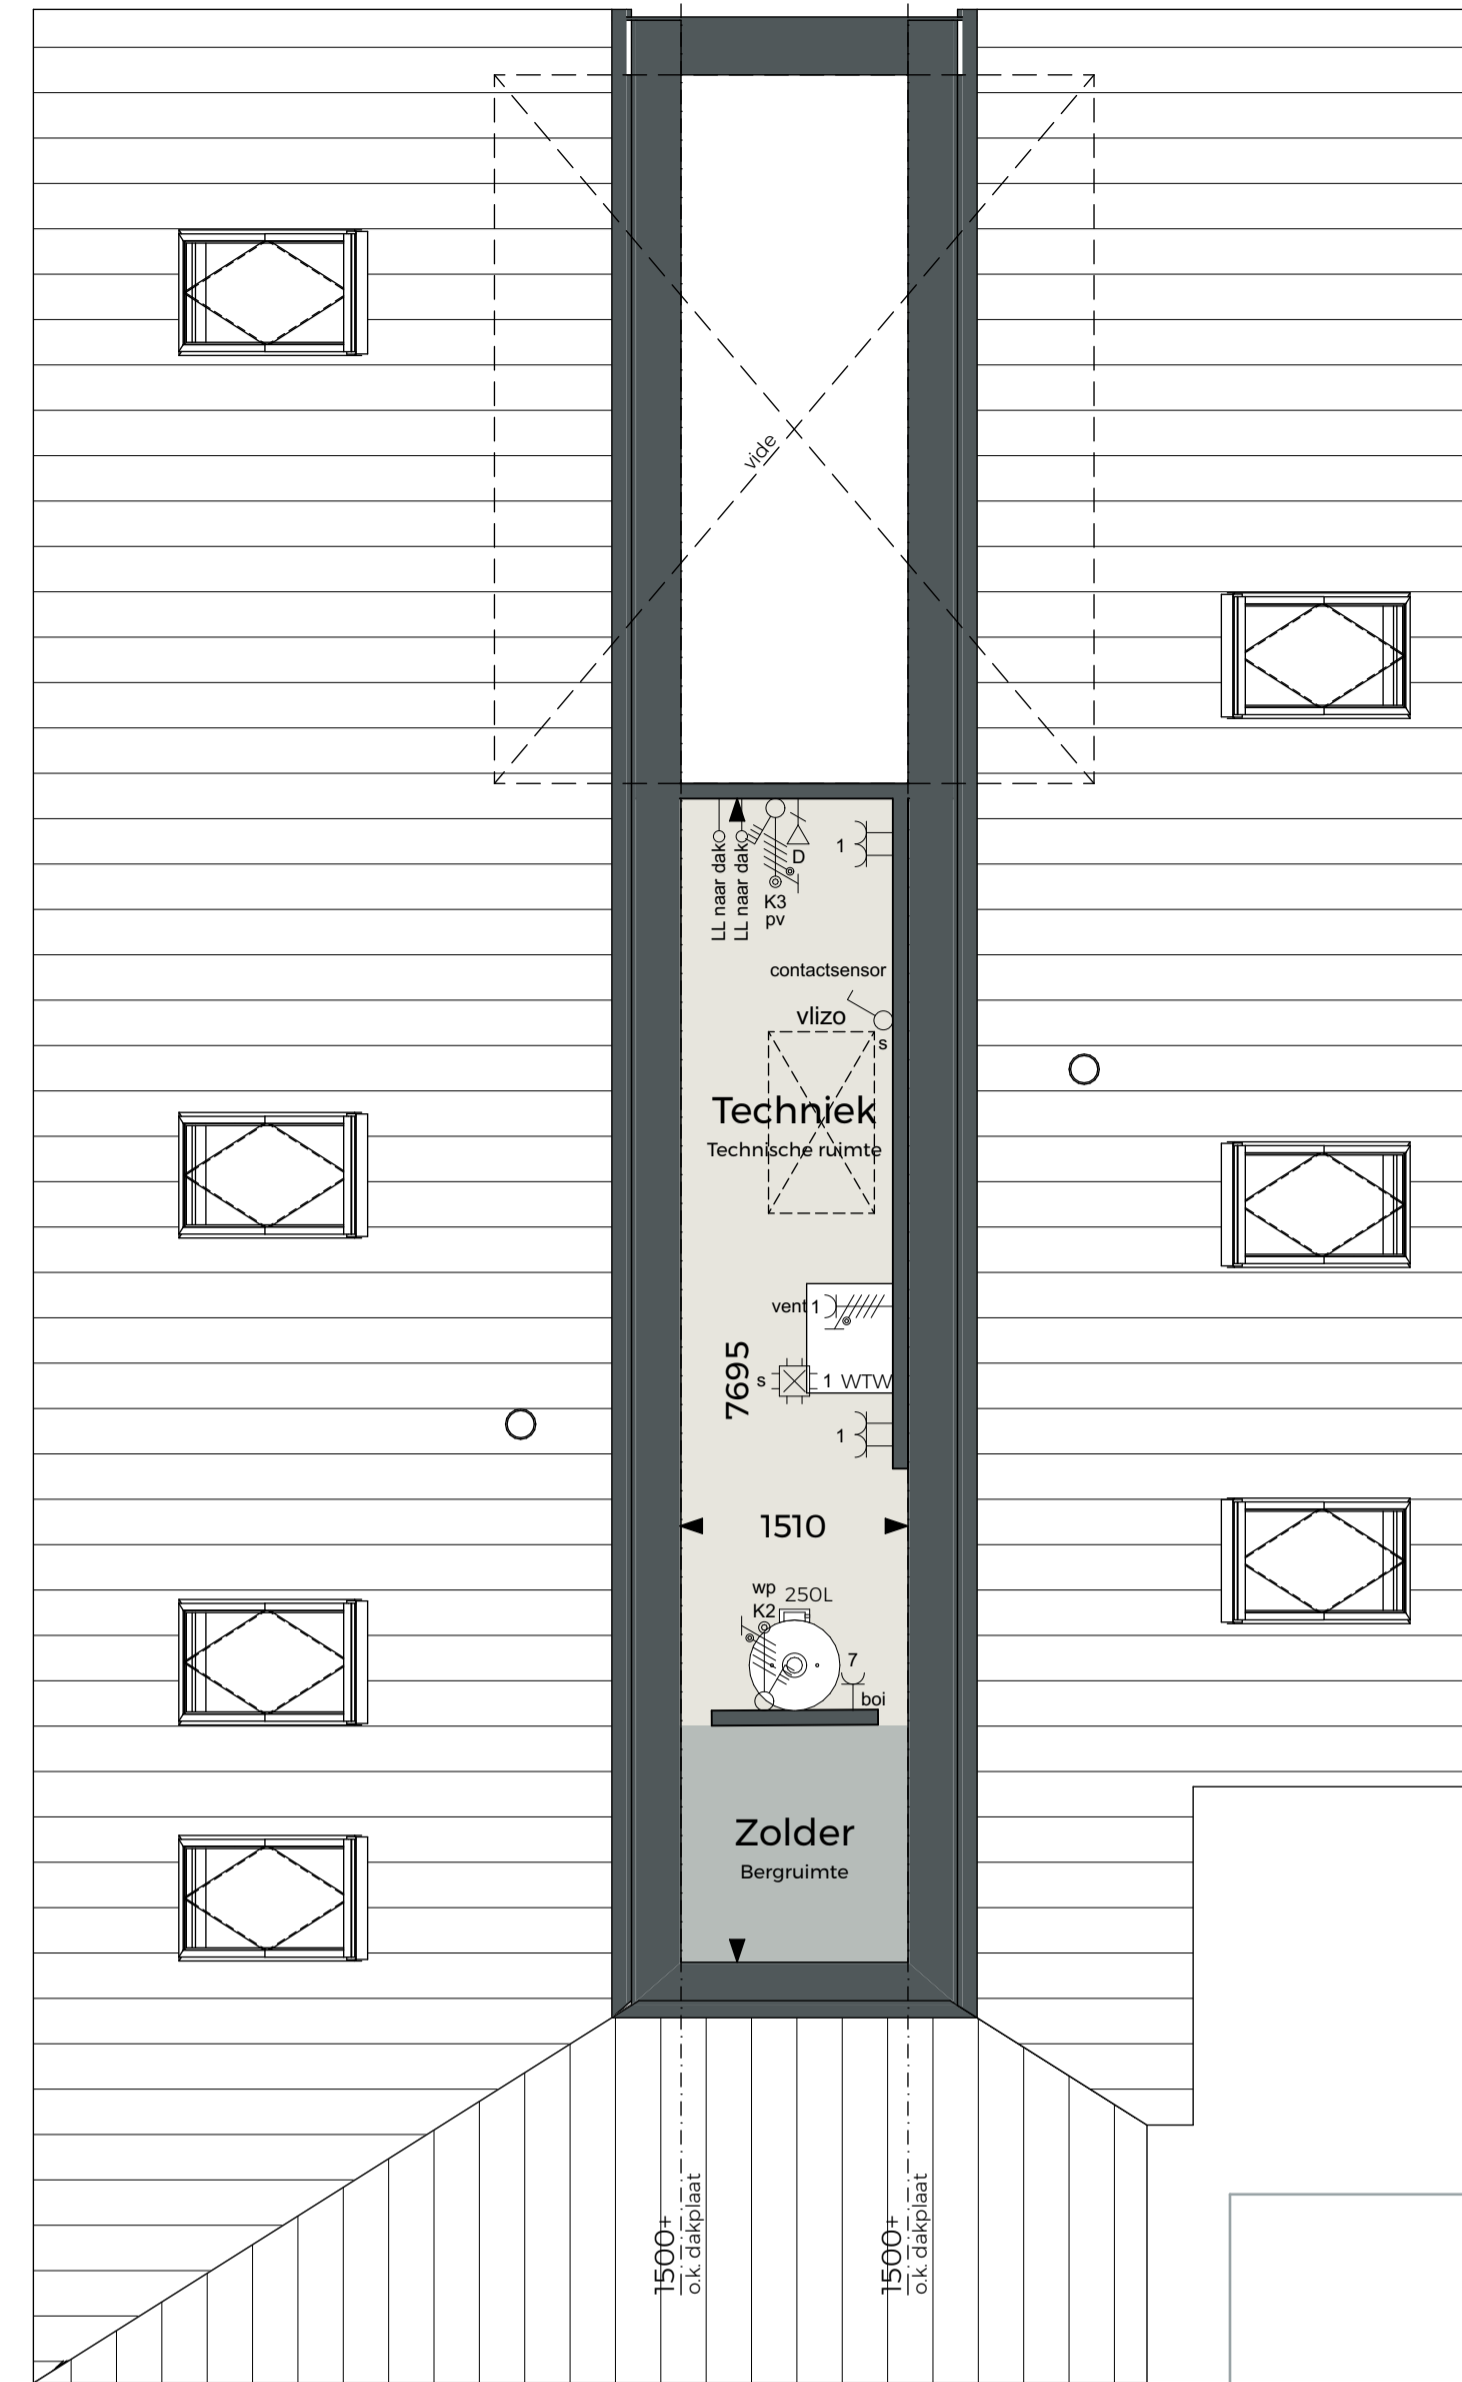 vide
LL naar dak
LL naar dak
D
1
K3
pv
contactsensor
vlizo
s
Techniek
Technische ruimte
vent 1
7695
s
1 WTW
1
1510
wp
250L
K2
7
boi
Zolder
Bergruimte
1500+
o.k. dakplaat
1500+
o.k. dakplaat